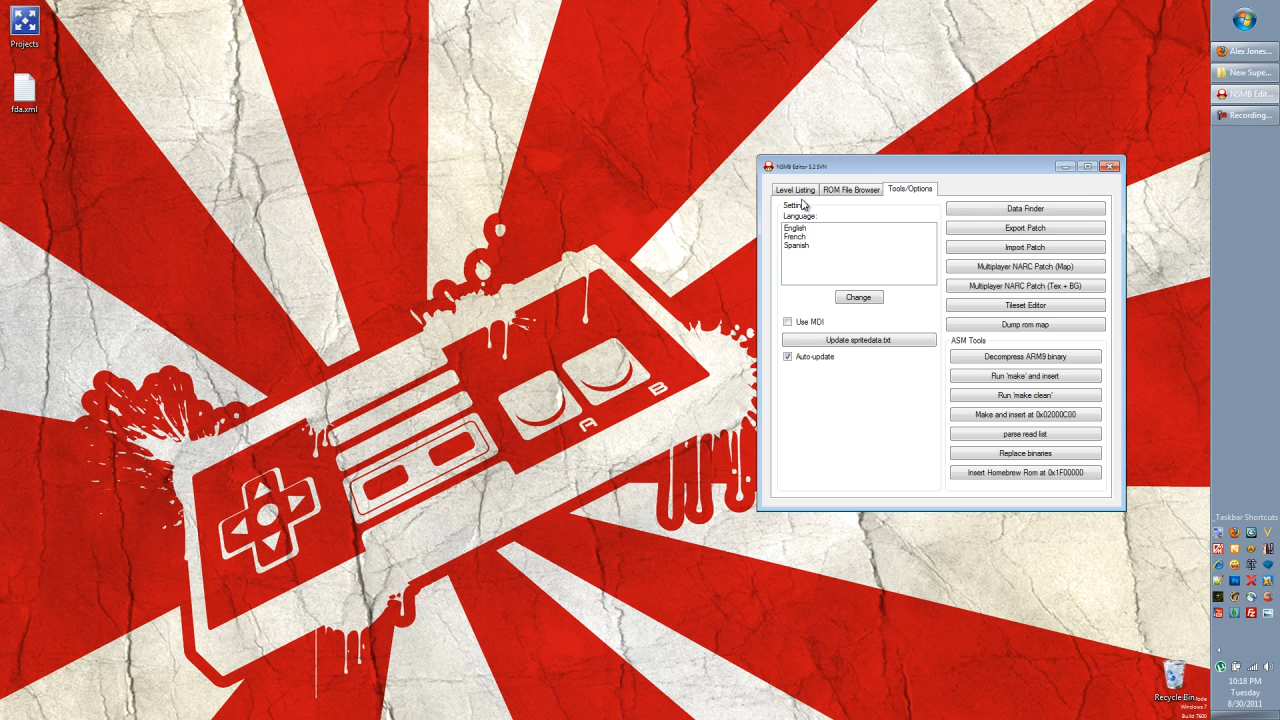 Projects
fda.xml
NSMB Editor 5.2 SVN
Level Listing
ROM File Browser
Tools/Options
Settin
Language:
English
French
Spanish
Change
Use MDI
Update spritedata.txt
Auto-update
Data Finder
Export Patch
Import Patch
Multiplayer NARC Patch (Map)
Multiplayer NARC Patch (Tex + BG)
Tileset Editor
Dump rom map
ASM Tools
Decompress ARM9 binary
Run 'make' and insert
Run 'make clean'
Make and insert at 0x02000C00
parse read list
Replace binaries
Insert Homebrew Rom at 0x1F00000
A
B
Alex Jones...
New Supe...
NSMB Edit...
Recording...
_Taskbar Shortcuts
10:18 PM
Tuesday
8/30/2011
Recycle Bin
Windows 7
Build 7600